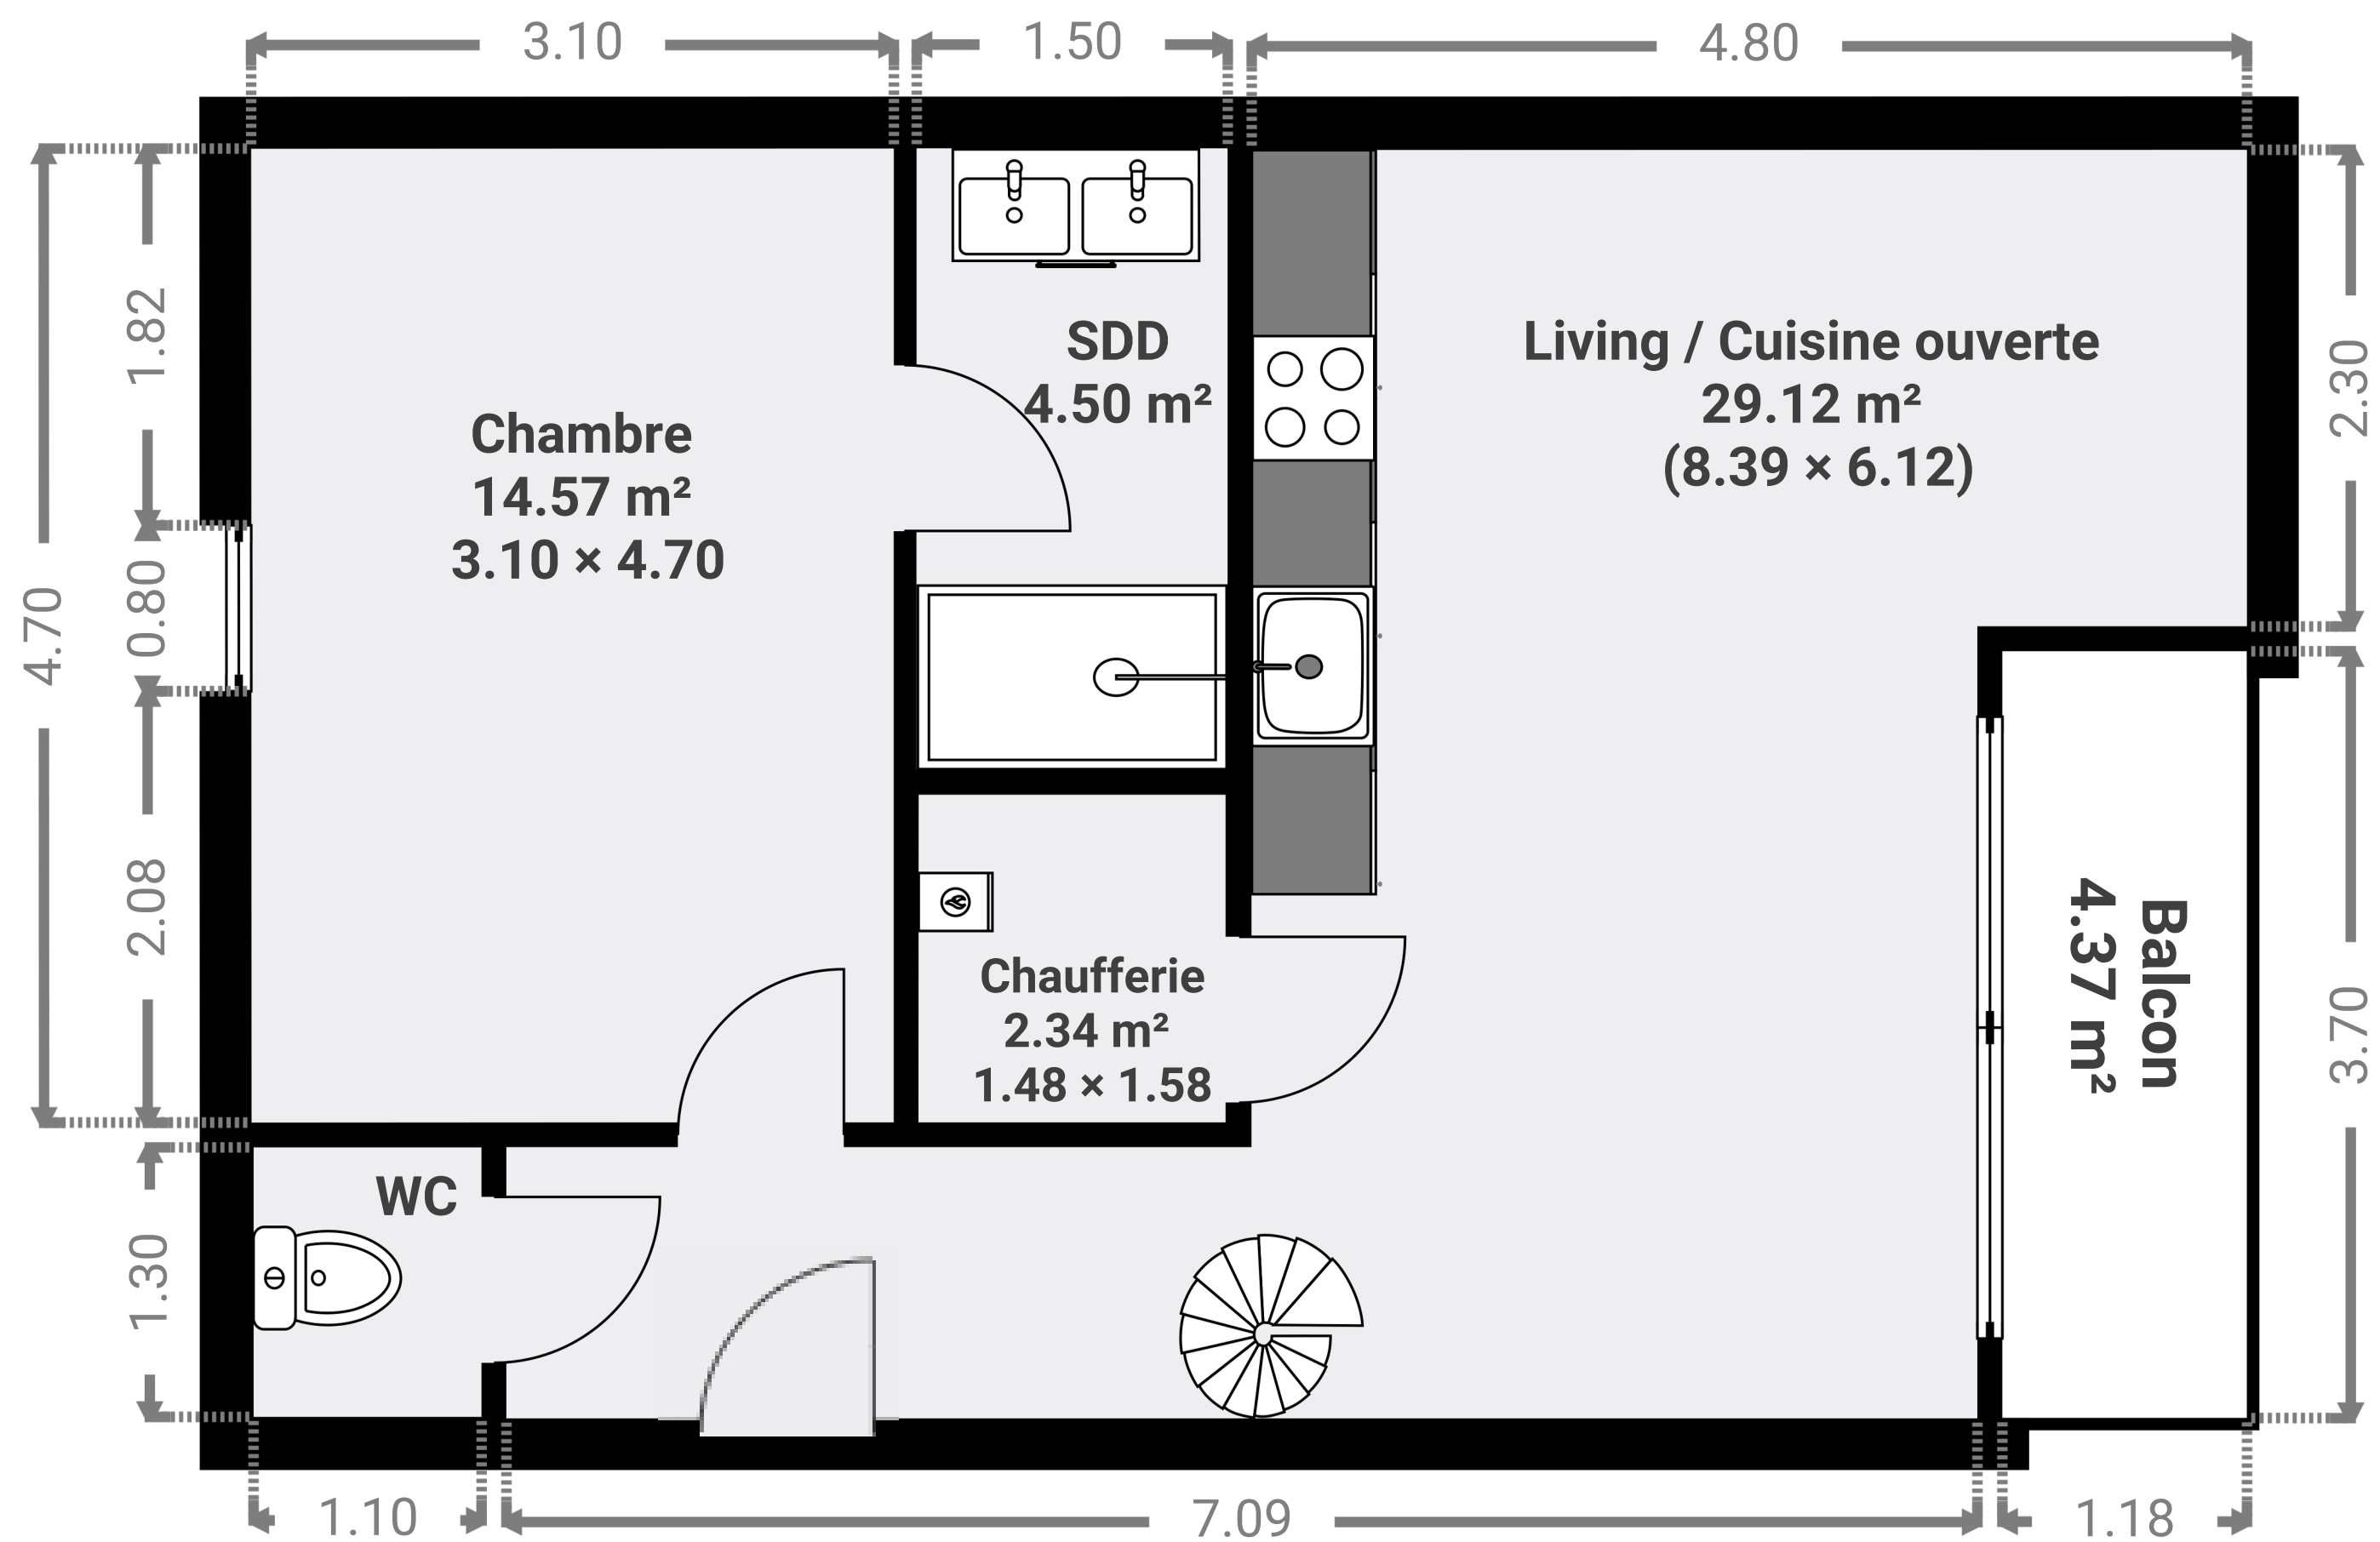 3.10
1.50
4.80
4.70
1.82
0.80
2.08
1.30
Chambre
14.57 m²
3.10 × 4.70
SDD
4.50 m²
Living / Cuisine ouverte
29.12 m²
(8.39 × 6.12)
2.30
3.70
Chaufferie
2.34 m²
1.48 × 1.58
Balcon
4.37 m²
WC
1.10
7.09
1.18